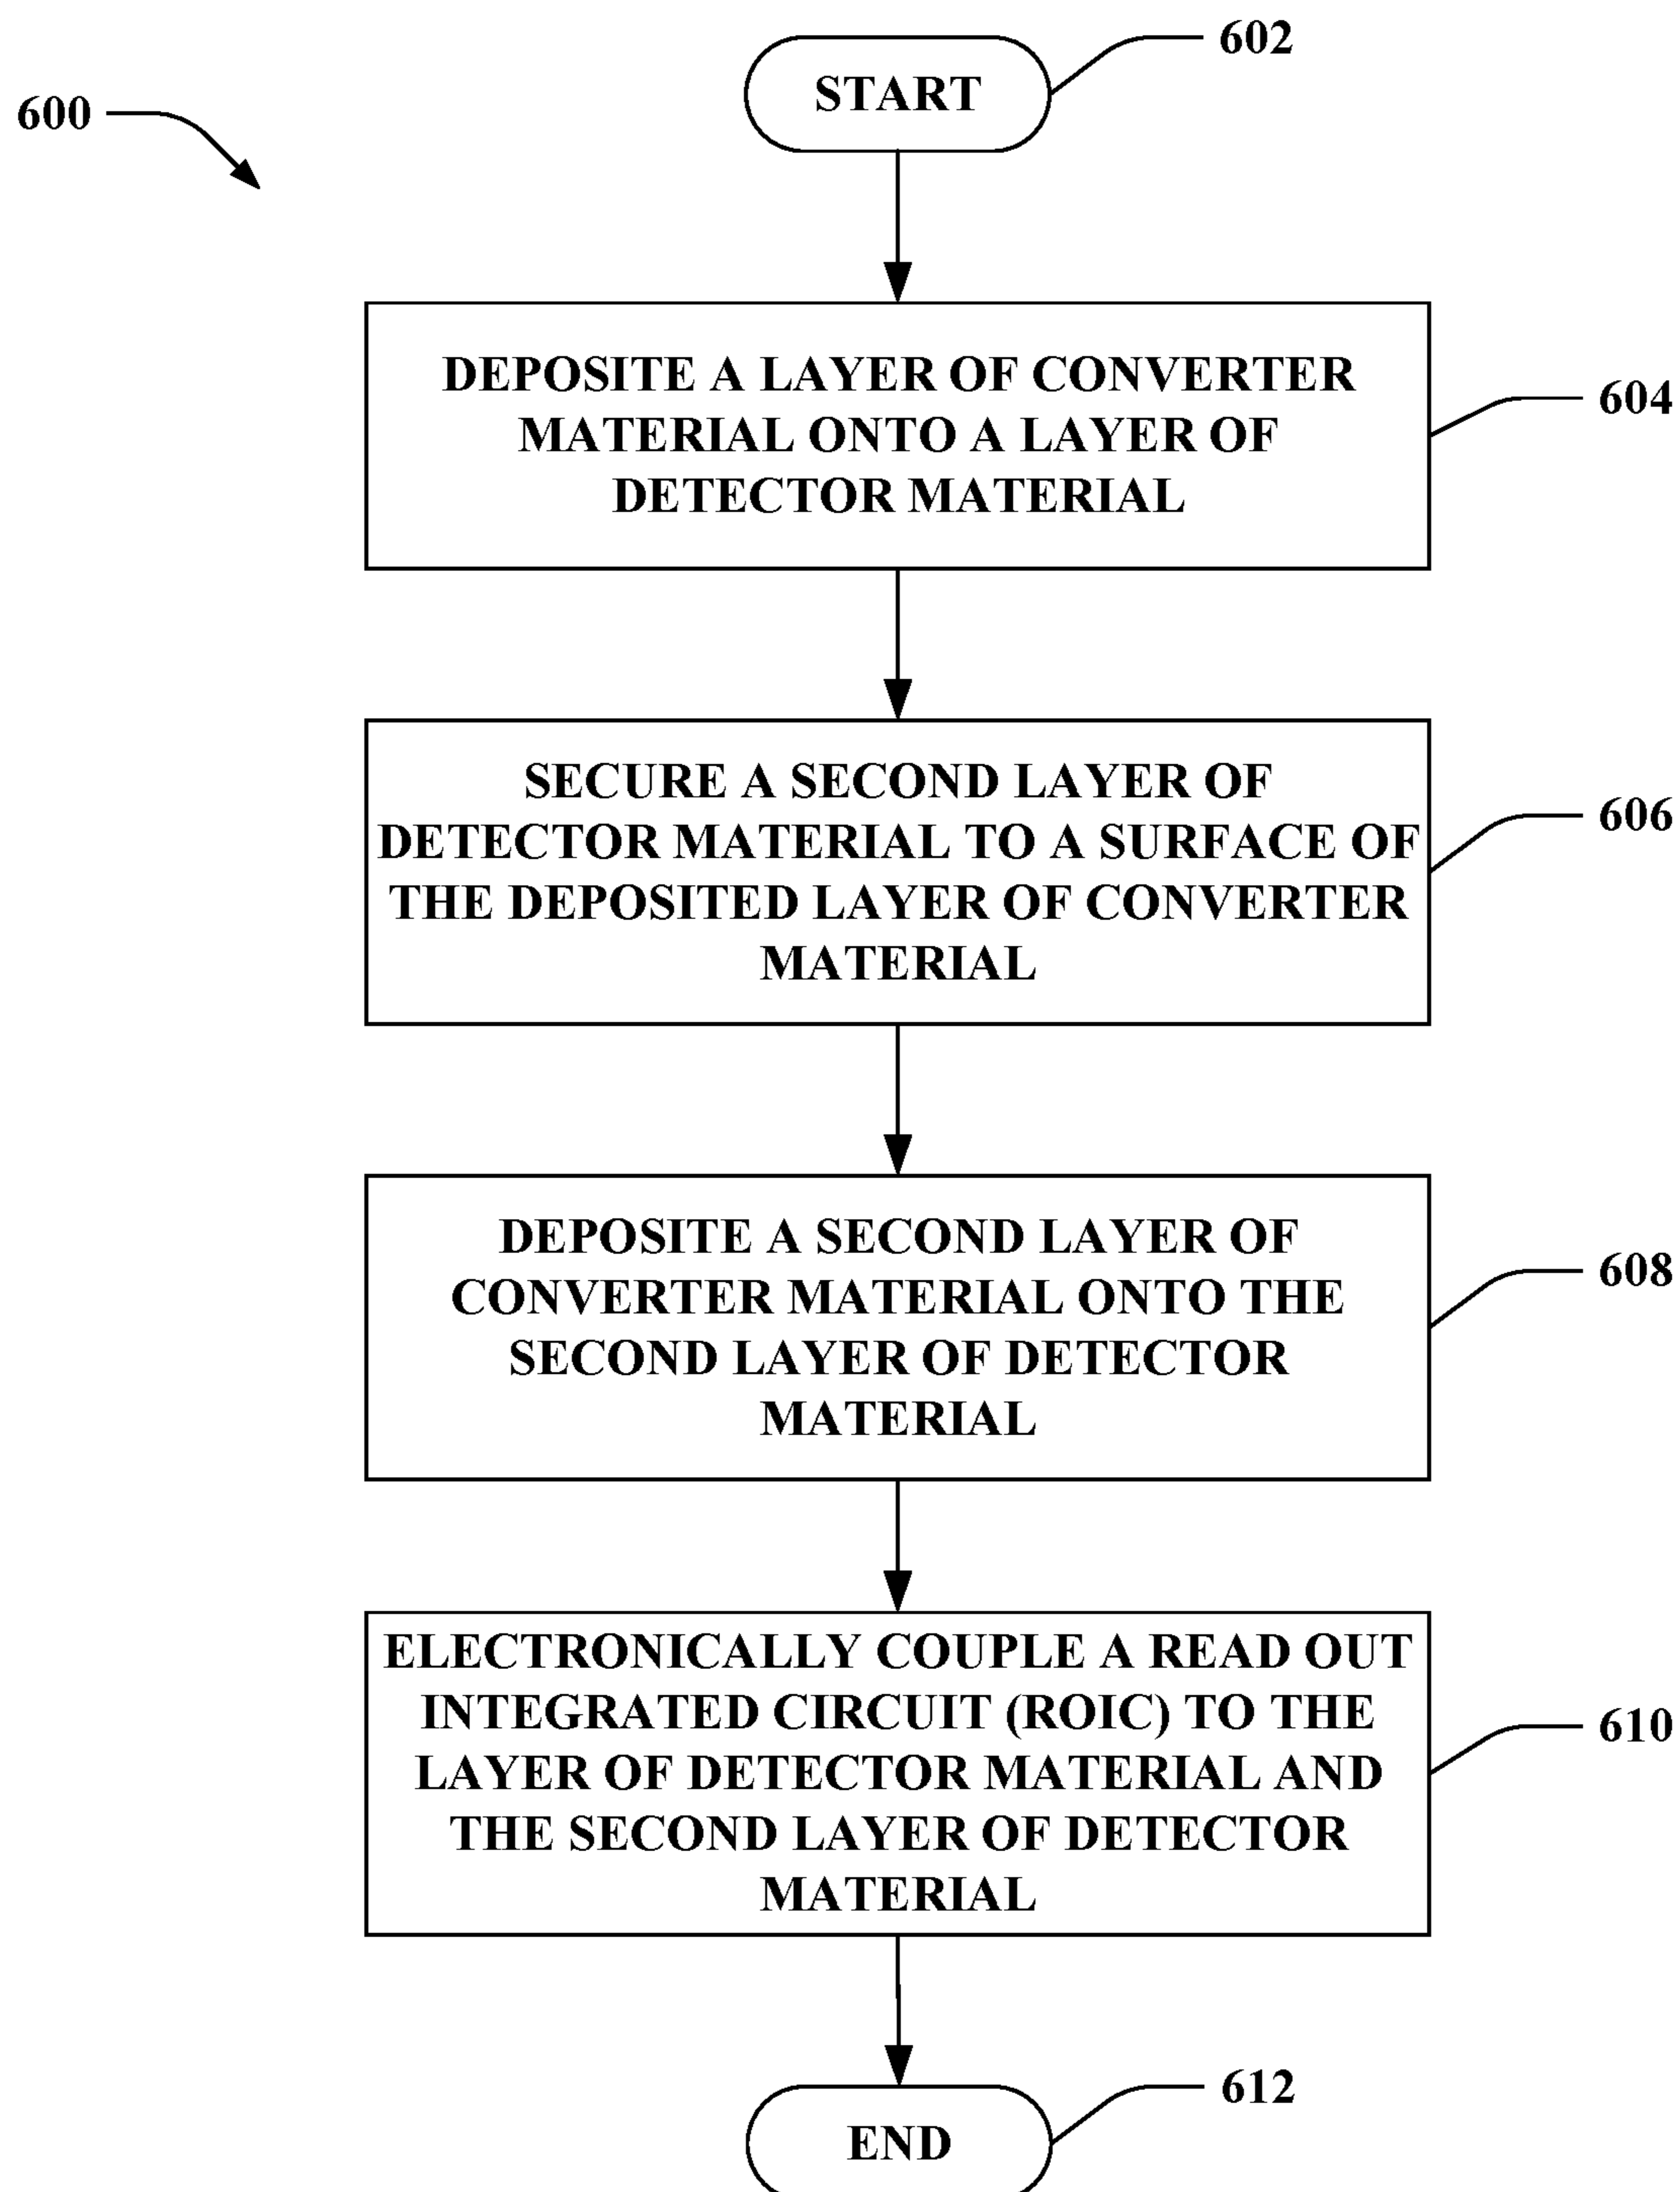 602
START
600
DEPOSITE A LAYER OF CONVERTER
MATERIAL ONTO A LAYER OF
DETECTOR MATERIAL
604
SECURE A SECOND LAYER OF
DETECTOR MATERIAL TO A SURFACE OF
THE DEPOSITED LAYER OF CONVERTER
MATERIAL
606
DEPOSITE A SECOND LAYER OF
CONVERTER MATERIAL ONTO THE
SECOND LAYER OF DETECTOR
MATERIAL
608
ELECTRONICALLY COUPLE A READ OUT
INTEGRATED CIRCUIT (ROIC) TO THE
LAYER OF DETECTOR MATERIAL AND
THE SECOND LAYER OF DETECTOR
MATERIAL
610
612
END